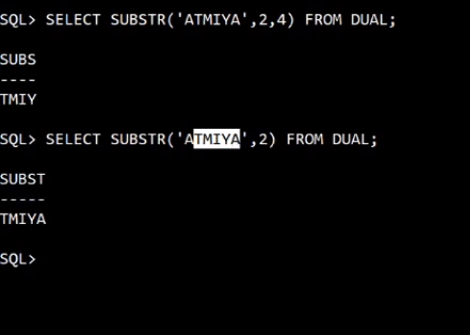 SQL> SELECT SUBSTR('ATMIYA',2,4) FROM DUAL;
SUBS
----
TMIY
SQL> SELECT SUBSTR('ATMIYA',2) FROM DUAL;
SUBST
-----
TMIYA
SQL>